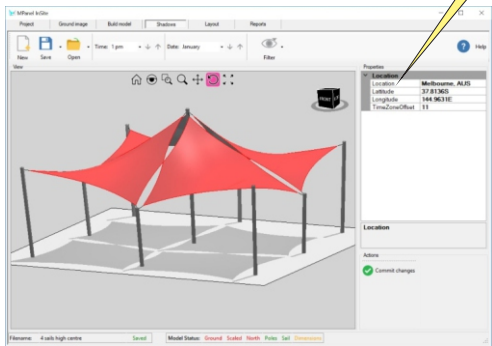 MPanel InSite
Project Ground image Build model Shadows Layout Reports
Time: 1 pm Date: January
New Save Open Filter Help
View
Properties
Location
Location Melbourne, AUS
Latitude 37.8136S
Longitude 144.9631E
TimeZoneOffset 11
Location
Actions
Commit changes
Filename: 4 sails high centre Saved Model Status: Ground Scaled North Poles Sail Dimensions